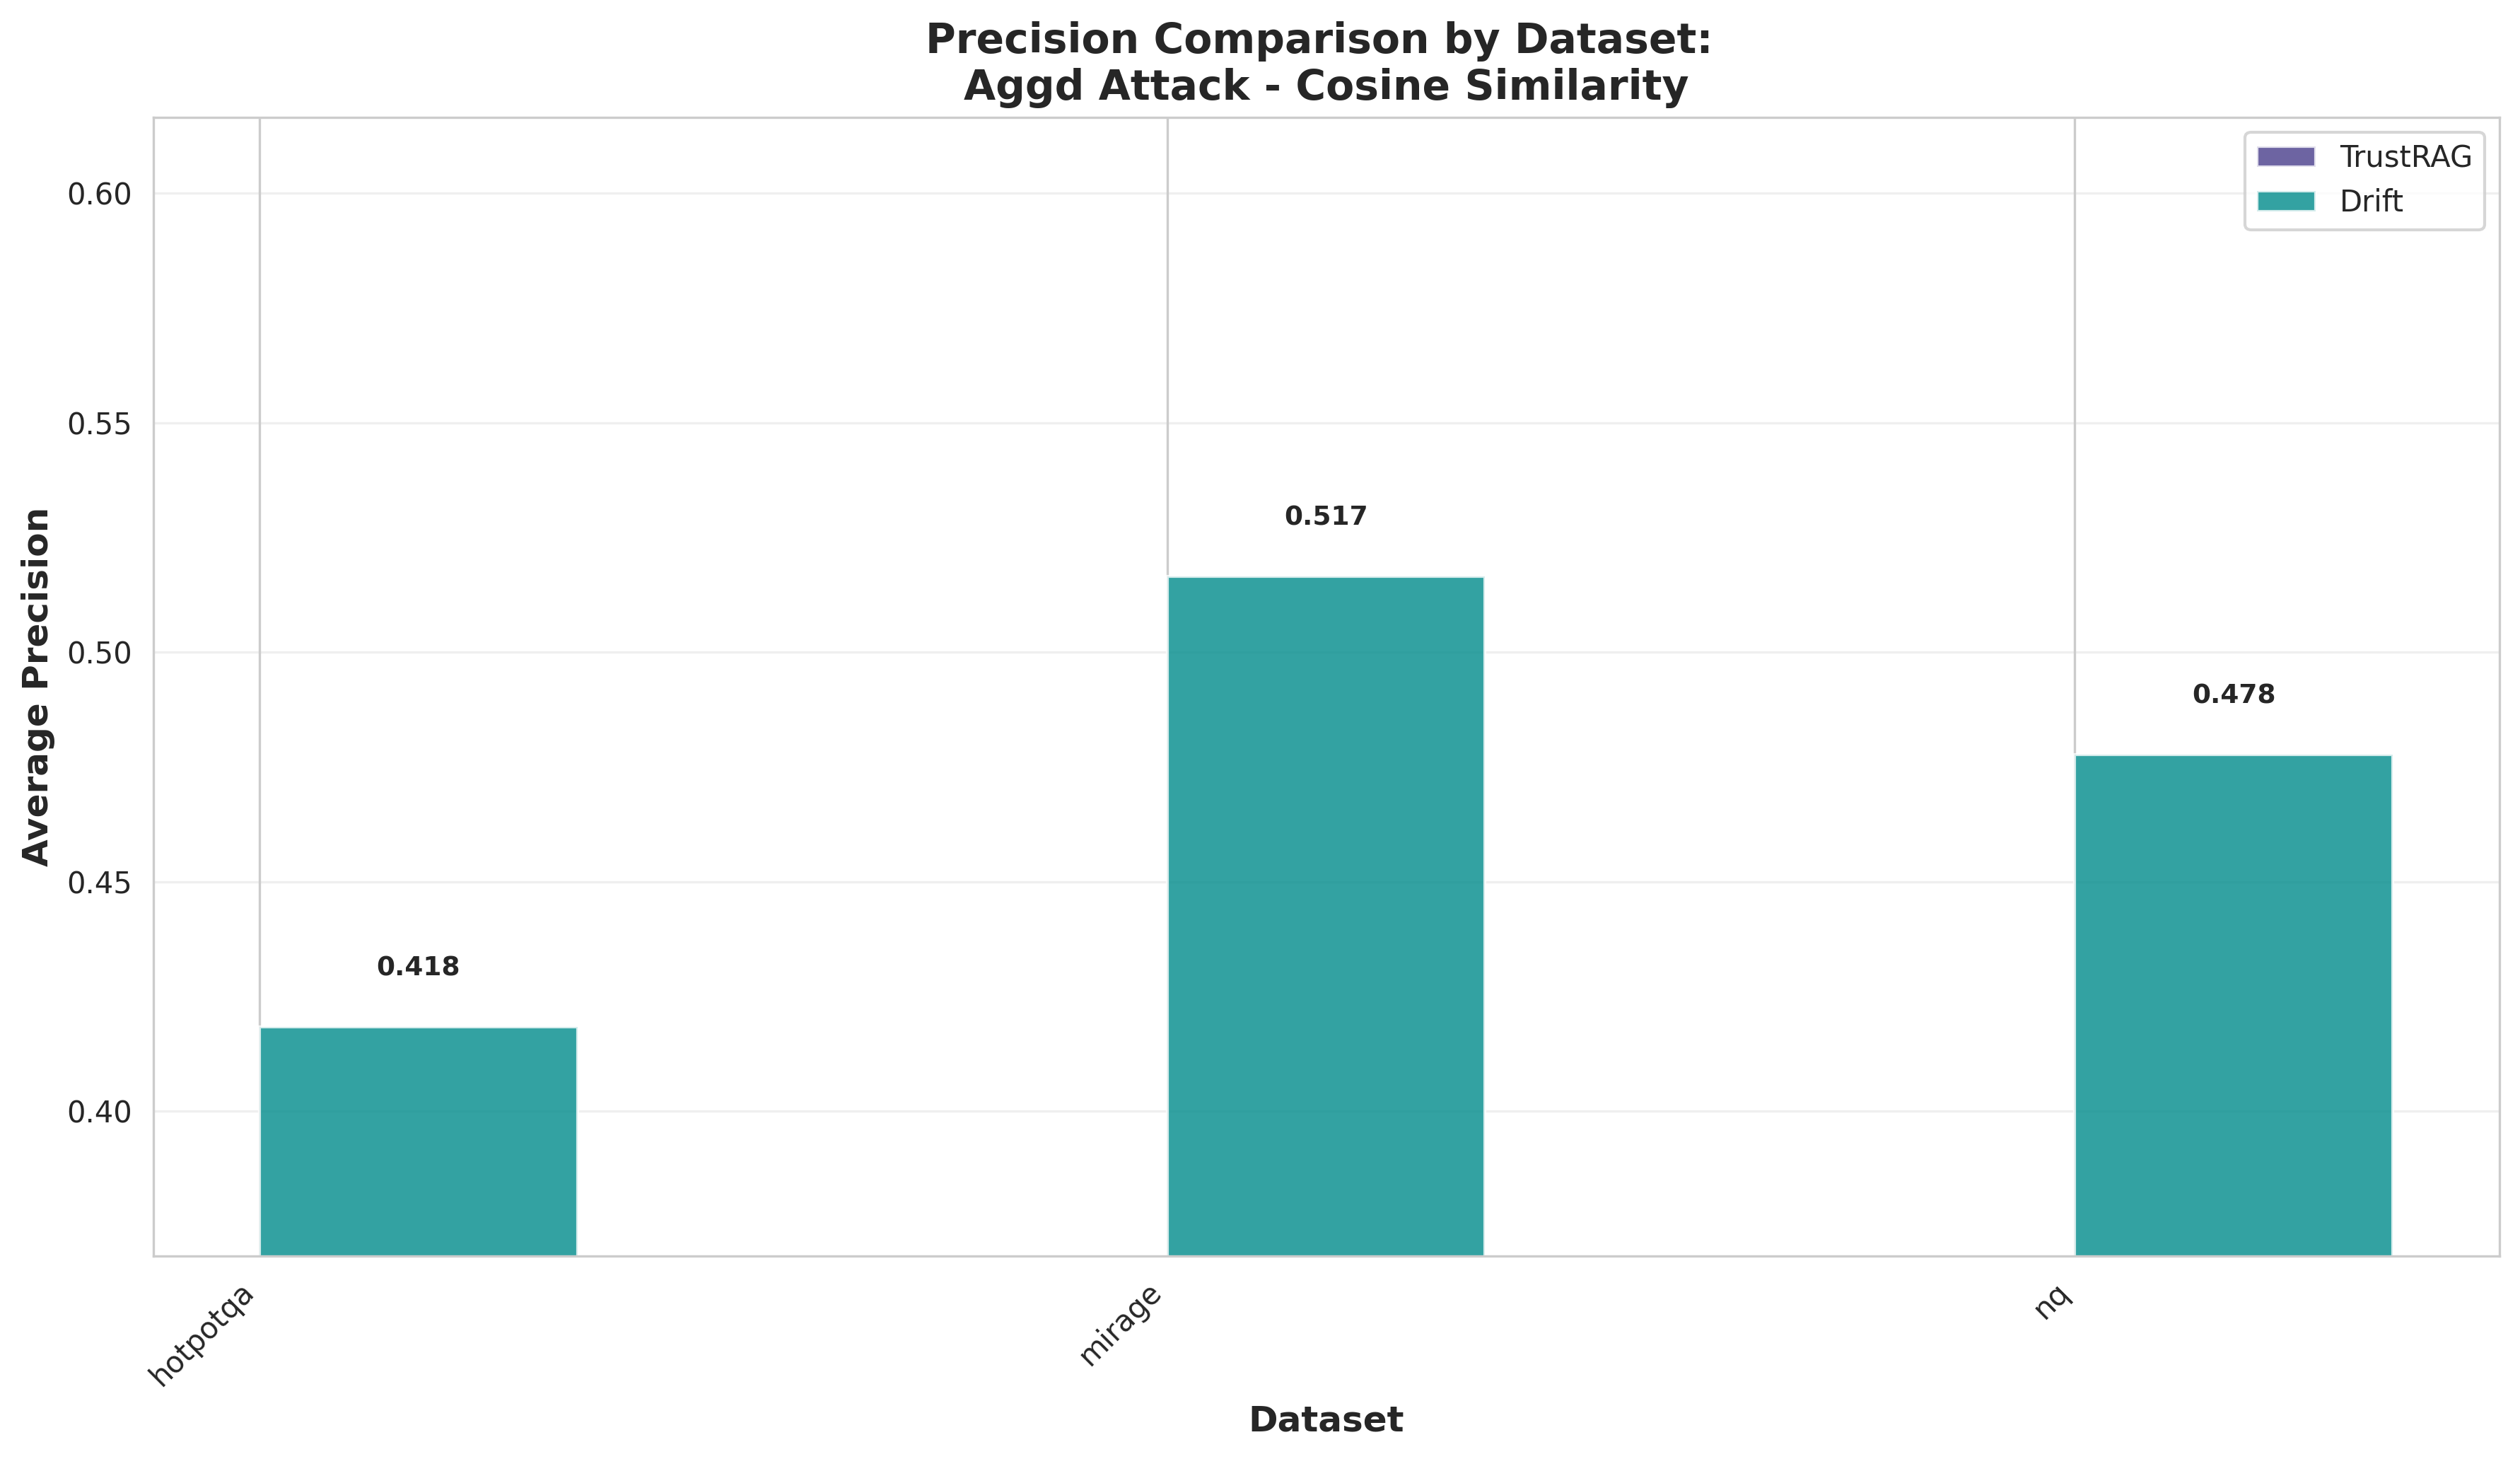 Precision Comparison by Dataset:
Aggd Attack - Cosine Similarity
TrustRAG
Drift
Average Precision
0.60
0.55
0.50
0.45
0.40
0.418
0.517
0.478
hotpotqa
mirage
nq
Dataset